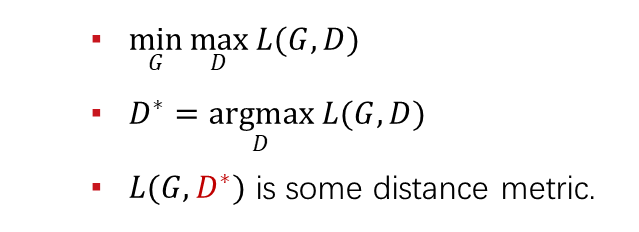 ▪ min max L(G, D)
G D
▪ D* = argmax L(G, D)
D
▪ L(G, D*) is some distance metric.